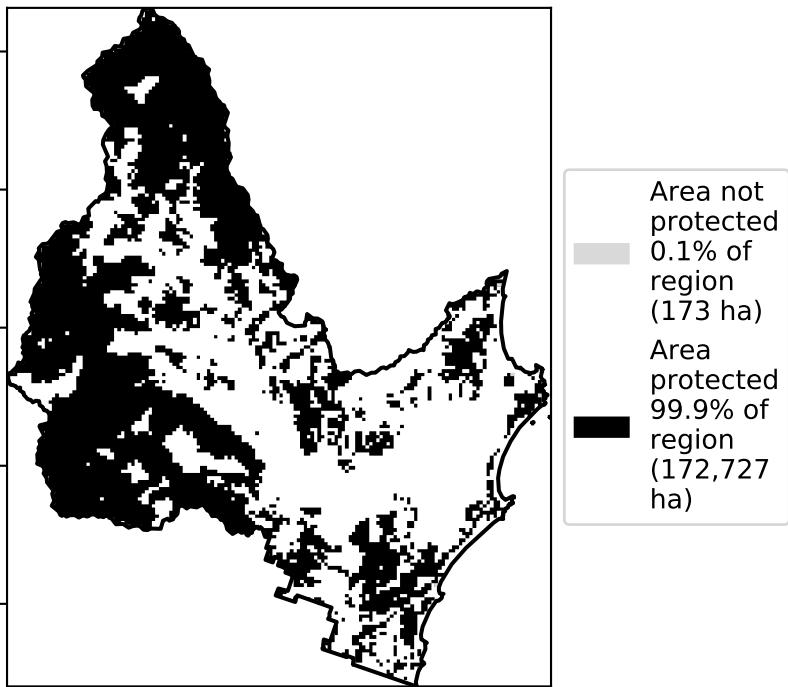 Area not
protected
0.1% of
region
(173 ha)
Area
protected
99.9% of
region
(172,727
ha)